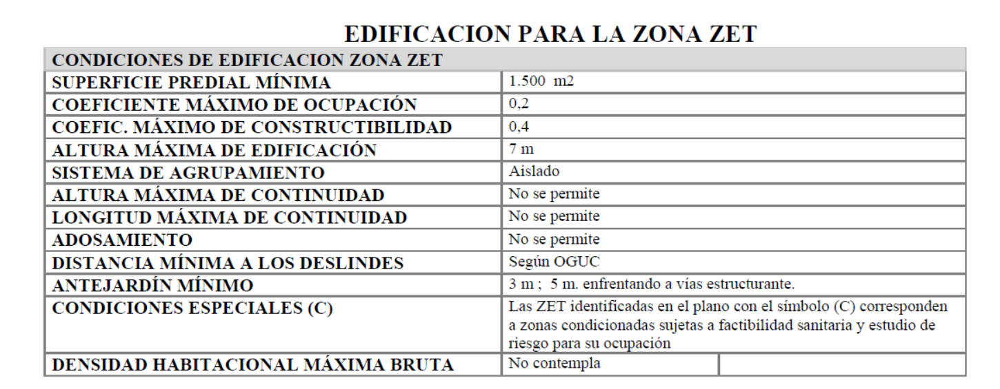 EDIFICACION PARA LA ZONA ZET
CONDICIONES DE EDIFICACION ZONA ZET
SUPERFICIE PREDIAL MÍNIMA 1.500 m2
COEFICIENTE MÁXIMO DE OCUPACIÓN 0,2
COEFIC. MÁXIMO DE CONSTRUCTIBILIDAD 0,4
ALTURA MÁXIMA DE EDIFICACIÓN 7 m
SISTEMA DE AGRUPAMIENTO Aislado
ALTURA MÁXIMA DE CONTINUIDAD No se permite
LONGITUD MÁXIMA DE CONTINUIDAD No se permite
ADOSAMIENTO No se permite
DISTANCIA MÍNIMA A LOS DESLINDES Según OGUC
ANTEJARDÍN MÍNIMO 3 m ; 5 m. enfrentando a vías estructurante.
CONDICIONES ESPECIALES (C) Las ZET identificadas en el plano con el símbolo (C) corresponden
a zonas condicionadas sujetas a factibilidad sanitaria y estudio de
riesgo para su ocupación
DENSIDAD HABITACIONAL MÁXIMA BRUTA No contempla